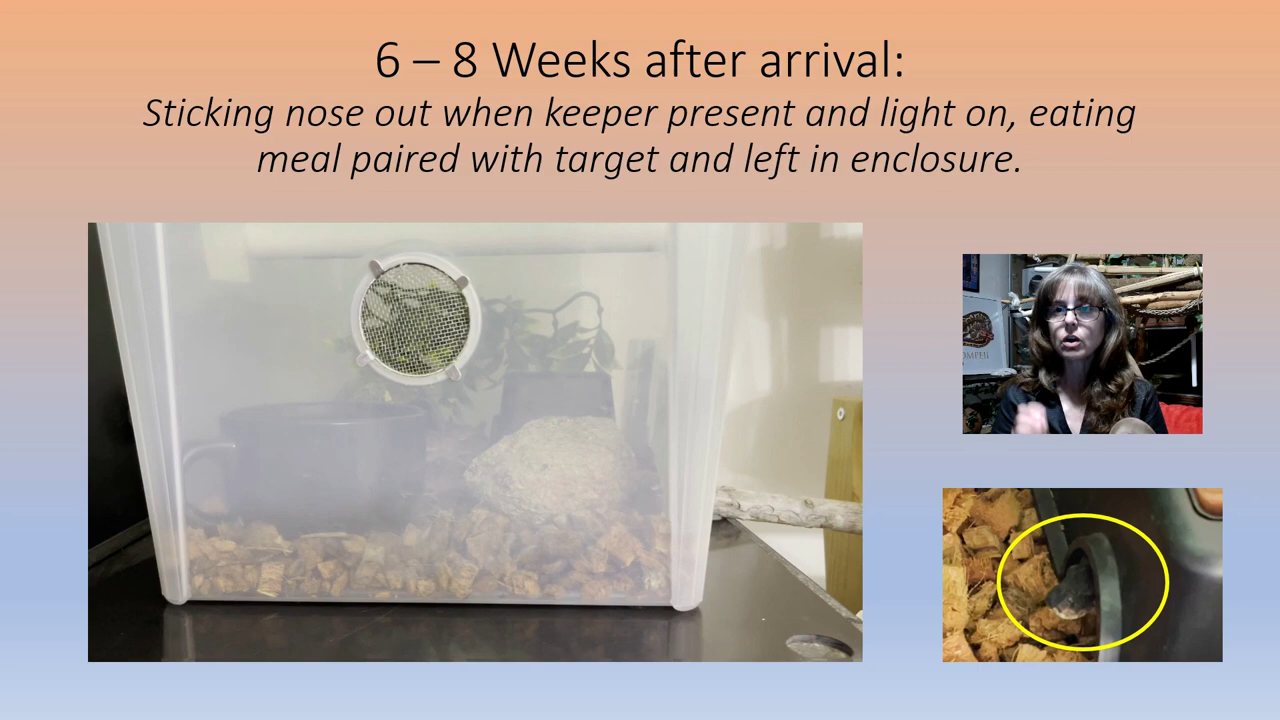 6 – 8 Weeks after arrival:
Sticking nose out when keeper present and light on, eating
meal paired with target and left in enclosure.
OMPEII